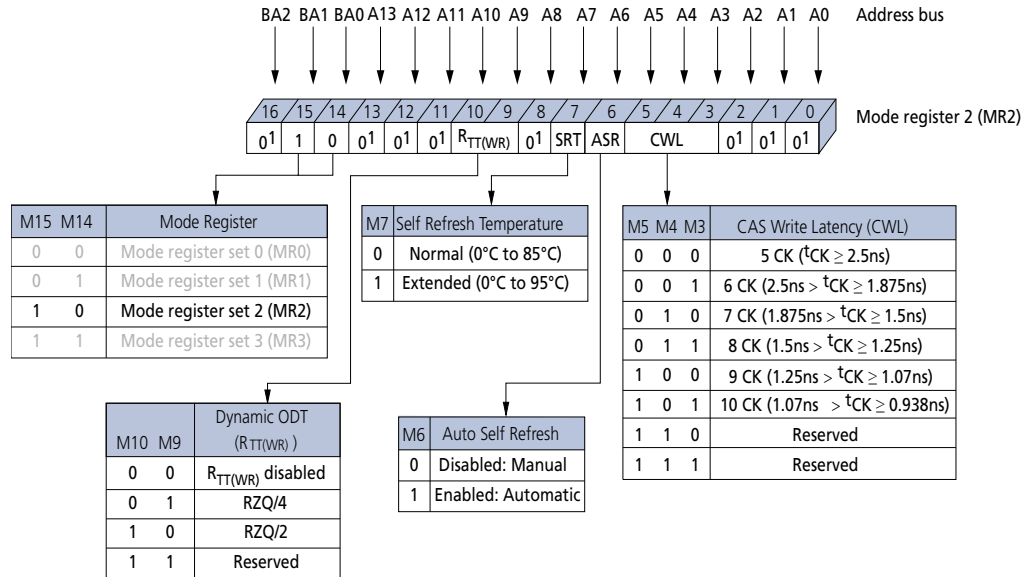 BA2 BA1 BA0 A13 A12 A11 A10 A9 A8 A7 A6 A5 A4 A3 A2 A1 A0 Address bus
16 15 14 13 12 11 10 9 8 7 6 5 4 3 2 1 0
Mode register 2 (MR2)
0¹ 1 0 0¹ 0¹ 0¹ RTT(WR) 0¹ SRT ASR CWL 0¹ 0¹ 0¹
M15 M14 Mode Register
0 0 Mode register set 0 (MR0)
0 1 Mode register set 1 (MR1)
1 0 Mode register set 2 (MR2)
1 1 Mode register set 3 (MR3)
M7 Self Refresh Temperature
0 Normal (0°C to 85°C)
1 Extended (0°C to 95°C)
M5 M4 M3 CAS Write Latency (CWL)
0 0 0 5 CK (tCK ≥ 2.5ns)
0 0 1 6 CK (2.5ns > tCK ≥ 1.875ns)
0 1 0 7 CK (1.875ns > tCK ≥ 1.5ns)
0 1 1 8 CK (1.5ns > tCK ≥ 1.25ns)
1 0 0 9 CK (1.25ns > tCK ≥ 1.07ns)
1 0 1 10 CK (1.07ns > tCK ≥ 0.938ns)
1 1 0 Reserved
1 1 1 Reserved
M10 M9 Dynamic ODT
(RTT(WR) )
0 0 RTT(WR) disabled
0 1 RZQ/4
1 0 RZQ/2
1 1 Reserved
M6 Auto Self Refresh
0 Disabled: Manual
1 Enabled: Automatic